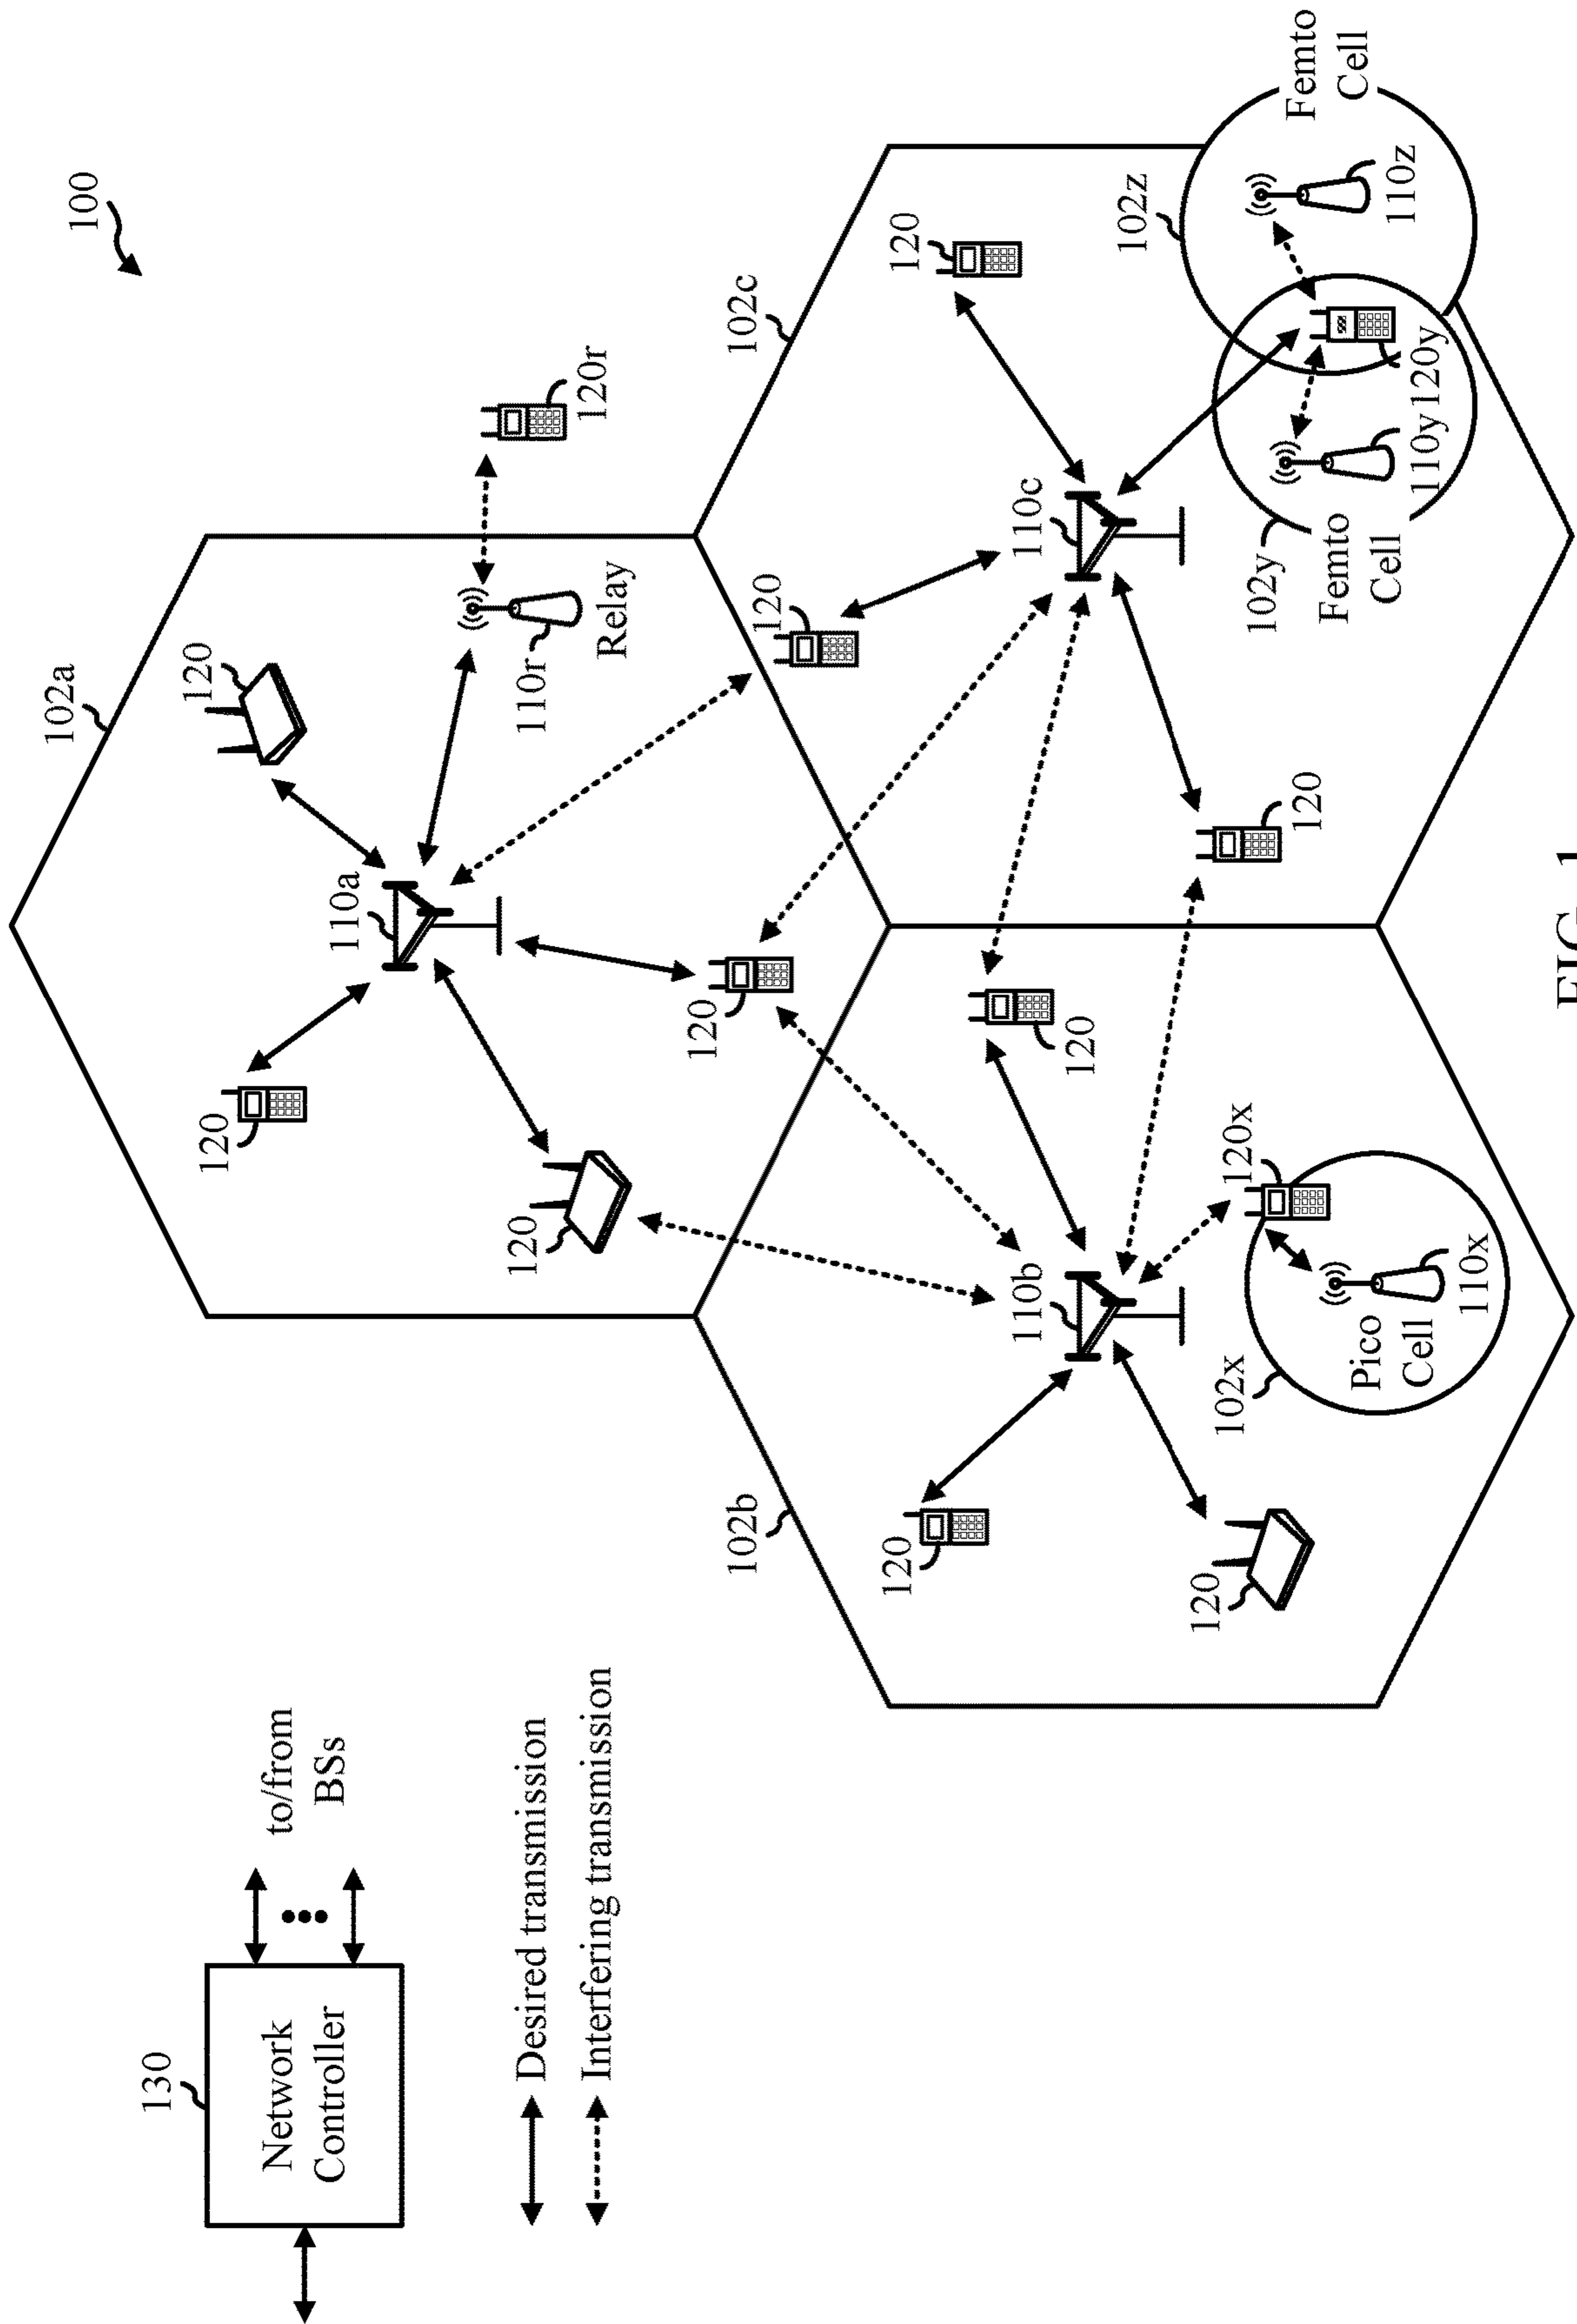 100
102a
130
120
120
Network
Controller
to/from
BSs
110a
120
110r
Relay
120r
Desired transmission
Interfering transmission
120
102b
120
102c
120
120
110b
110c
120
102z
120
102x
120x
120
102y
Femto
Cell
Femto
Cell
Pico
Cell
110x
110y
120y
110z
FIG. 1